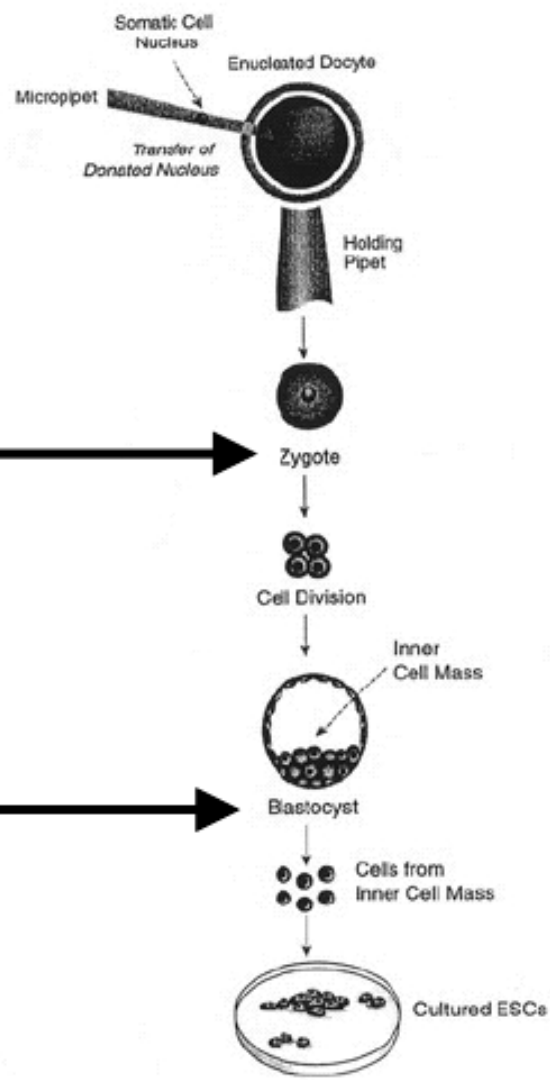 Somatic Cell
Nucleus
Enucleated Oocyte
Micropipet
Transfer of
Donated Nucleus
Holding
Pipet
Zygote
Cell Division
Inner
Cell Mass
Blastocyst
Cells from
Inner Cell Mass
Cultured ESCs